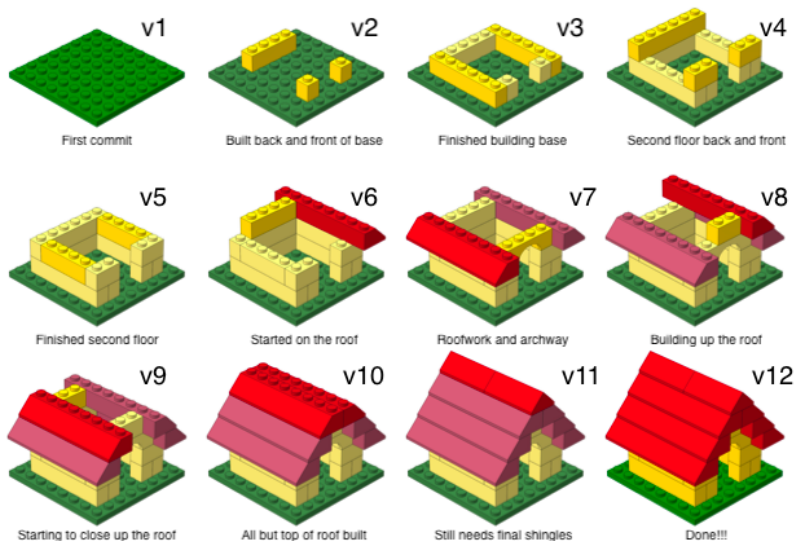 v1
First commit
v2
Built back and front of base
v3
Finished building base
v4
Second floor back and front
v5
Finished second floor
v6
Started on the roof
v7
Roofwork and archway
v8
Building up the roof
v9
Starting to close up the roof
v10
All but top of roof built
v11
Still needs final shingles
v12
Done!!!